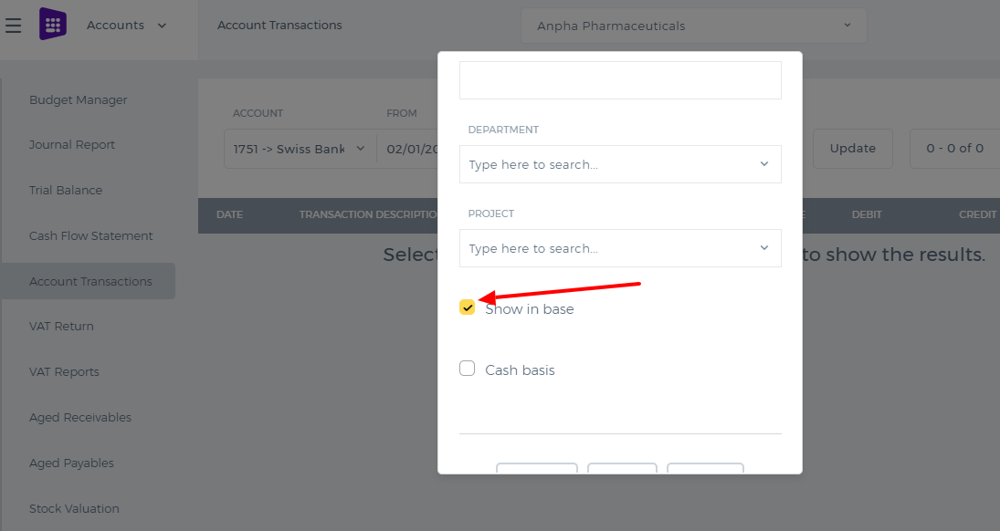 Accounts
Account Transactions
Anpha Pharmaceuticals
Budget Manager
Journal Report
Trial Balance
Cash Flow Statement
Account Transactions
VAT Return
VAT Reports
Aged Receivables
Aged Payables
Stock Valuation
ACCOUNT
FROM
1751 -> Swiss Bank
02/01/20
Update
0 - 0 of 0
DATE
TRANSACTION DESCRIPTIO
E
DEBIT
CREDIT
Select
to show the results.
DEPARTMENT
Type here to search...
PROJECT
Type here to search...
Show in base
Cash basis